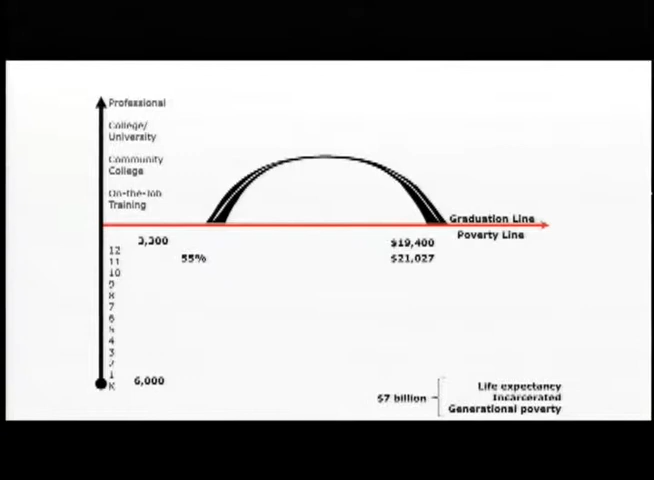 Professional
College/
University
Community
College
On-the-Job
Training
Graduation Line
Poverty Line
3,300
$19,400
55%
$21,027
12
11
10
9
8
7
6
5
4
3
2
1
K
6,000
$7 billion
Life expectancy
Incarcerated
Generational poverty